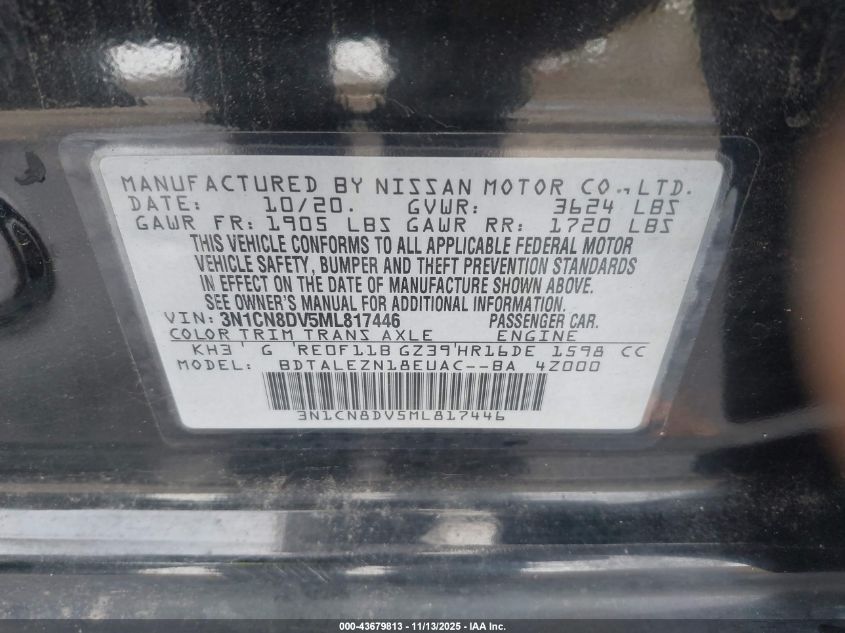 MANUFACTURED BY NISSAN MOTOR CO., LTD.
DATE: 10/20. GVWR: 3624 LBS
GAWR FR: 1905 LBS GAWR RR: 1720 LBS
THIS VEHICLE CONFORMS TO ALL APPLICABLE FEDERAL MOTOR
VEHICLE SAFETY, BUMPER AND THEFT PREVENTION STANDARDS
IN EFFECT ON THE DATE OF MANUFACTURE SHOWN ABOVE.
SEE OWNER'S MANUAL FOR ADDITIONAL INFORMATION.
VIN: 3N1CN8DV5ML817446 PASSENGER CAR.
COLOR TRIM TRANS AXLE ENGINE
KH3 G RE0F11B GZ39 HR16DE 1598 CC
MODEL: BDTALEZN18EUAC--BA 4Z000
3N1CN8DV5ML817446
000-43679813 - 11/13/2025 - IAA Inc.